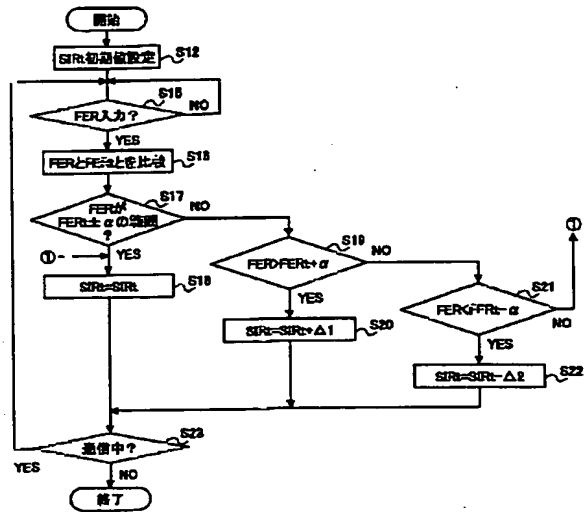 開始
SIRt初期値設定
S12
S15
FER入力?
NO
YES
FERとFERtとを比較
S16
S17
FERが
FERt±αの範囲
?
NO
①
YES
SIRt=SIRt
S18
S19
FER>FERt+α
NO
YES
SIRt=SIRt+Δ1
S20
①
S21
FER<FERt-α
NO
YES
SIRt=SIRt-Δ2
S22
S23
通信中?
YES
NO
終了